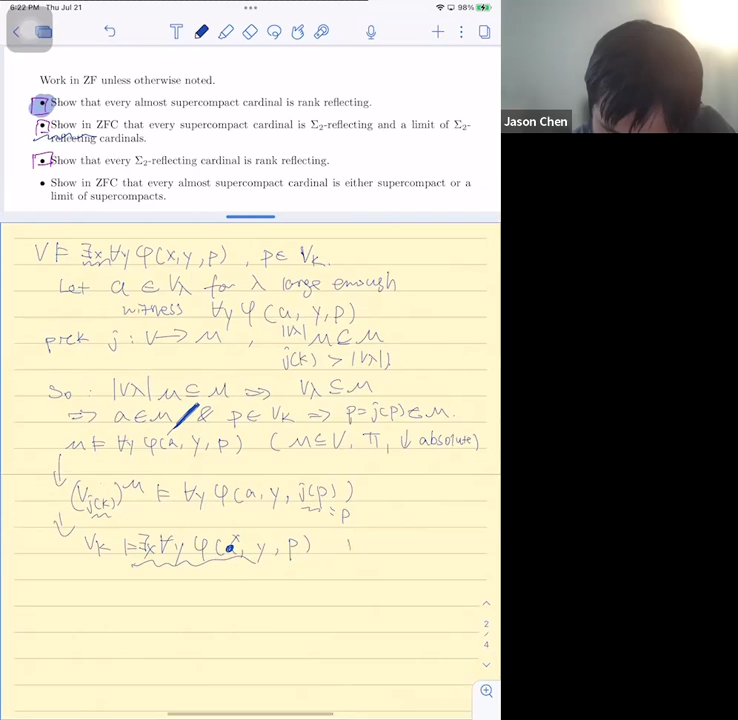 6:22 PM Thu Jul 21
98%
Work in ZF unless otherwise noted.
• Show that every almost supercompact cardinal is rank reflecting.
• Show in ZFC that every supercompact cardinal is Σ₂-reflecting and a limit of Σ₂-
reflecting cardinals.
• Show that every Σ₂-reflecting cardinal is rank reflecting.
• Show in ZFC that every almost supercompact cardinal is either supercompact or a
limit of supercompacts.
Jason Chen
V ⊨ ∃x∀y φ(x,y,p), p∈ Vκ.
Let a ∈ Vλ for λ large enough
witness ∀y φ(a, y, p)
pick j : V → M, |Vλ|M ⊆ M
j(κ) > |Vλ|
So : |Vλ|M ⊆ M ⇒ Vλ ⊆ M
⇒ a∈M & p∈ Vκ ⇒ p=j(p)∈M.
M ⊨ ∀y φ(a, y, p) (M⊆V, Π, ↓ absolute)
(Vj(κ))^M ⊨ ∀y φ(a, y, j(p))
= p
Vκ ⊨ ∃x∀y φ(x, y, p)
2
4